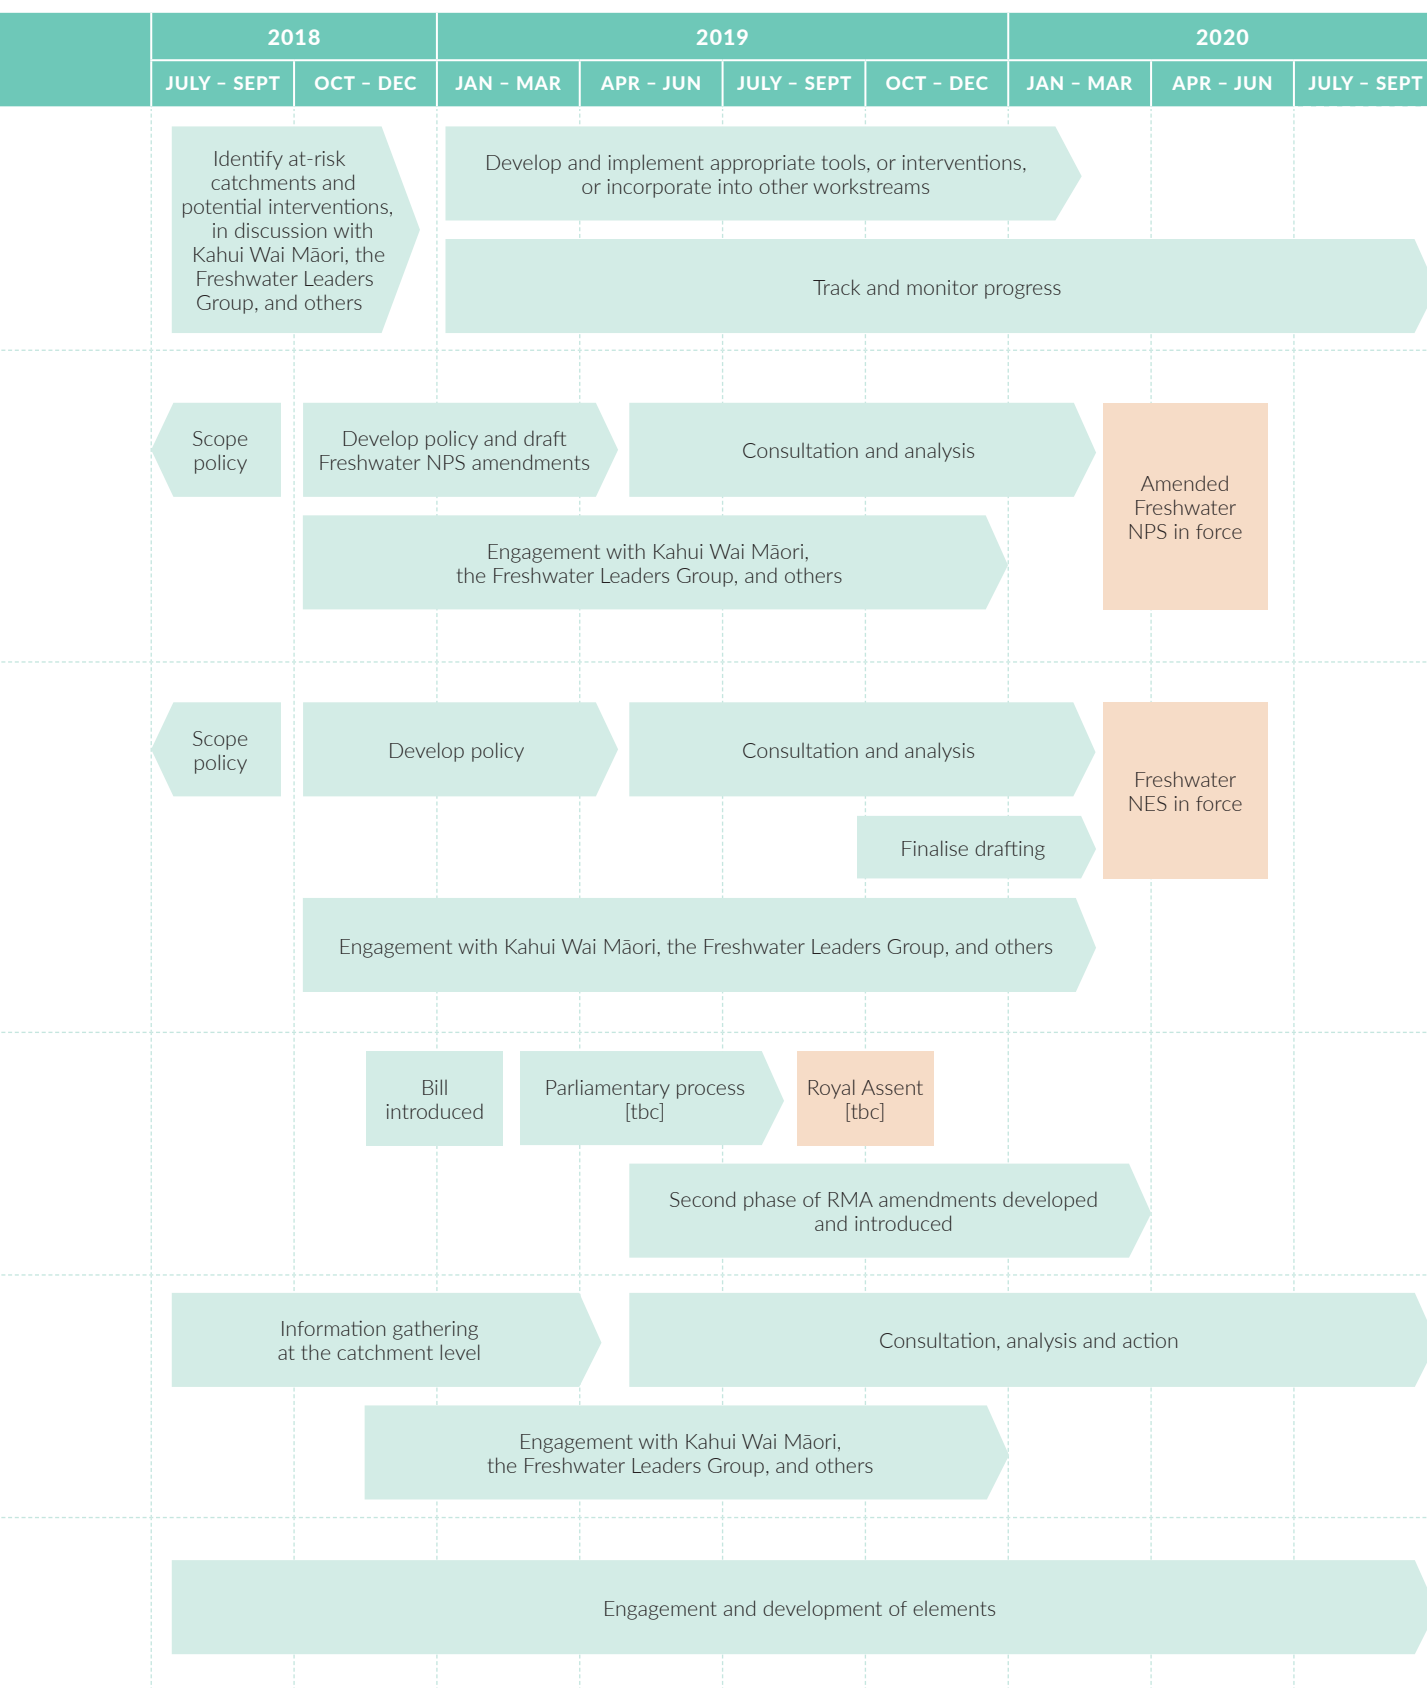 2018
2019
2020
JULY – SEPT
OCT – DEC
JAN – MAR
APR – JUN
JULY – SEPT
OCT – DEC
JAN – MAR
APR – JUN
JULY – SEPT
Identify at-risk
catchments and
potential interventions,
in discussion with
Kahui Wai Māori, the
Freshwater Leaders
Group, and others
Develop and implement appropriate tools, or interventions,
or incorporate into other workstreams
Track and monitor progress
Scope
policy
Develop policy and draft
Freshwater NPS amendments
Consultation and analysis
Amended
Freshwater
NPS in force
Engagement with Kahui Wai Māori,
the Freshwater Leaders Group, and others
Scope
policy
Develop policy
Consultation and analysis
Freshwater
NES in force
Finalise drafting
Engagement with Kahui Wai Māori, the Freshwater Leaders Group, and others
Bill
introduced
Parliamentary process
[tbc]
Royal Assent
[tbc]
Second phase of RMA amendments developed
and introduced
Information gathering
at the catchment level
Consultation, analysis and action
Engagement with Kahui Wai Māori,
the Freshwater Leaders Group, and others
Engagement and development of elements